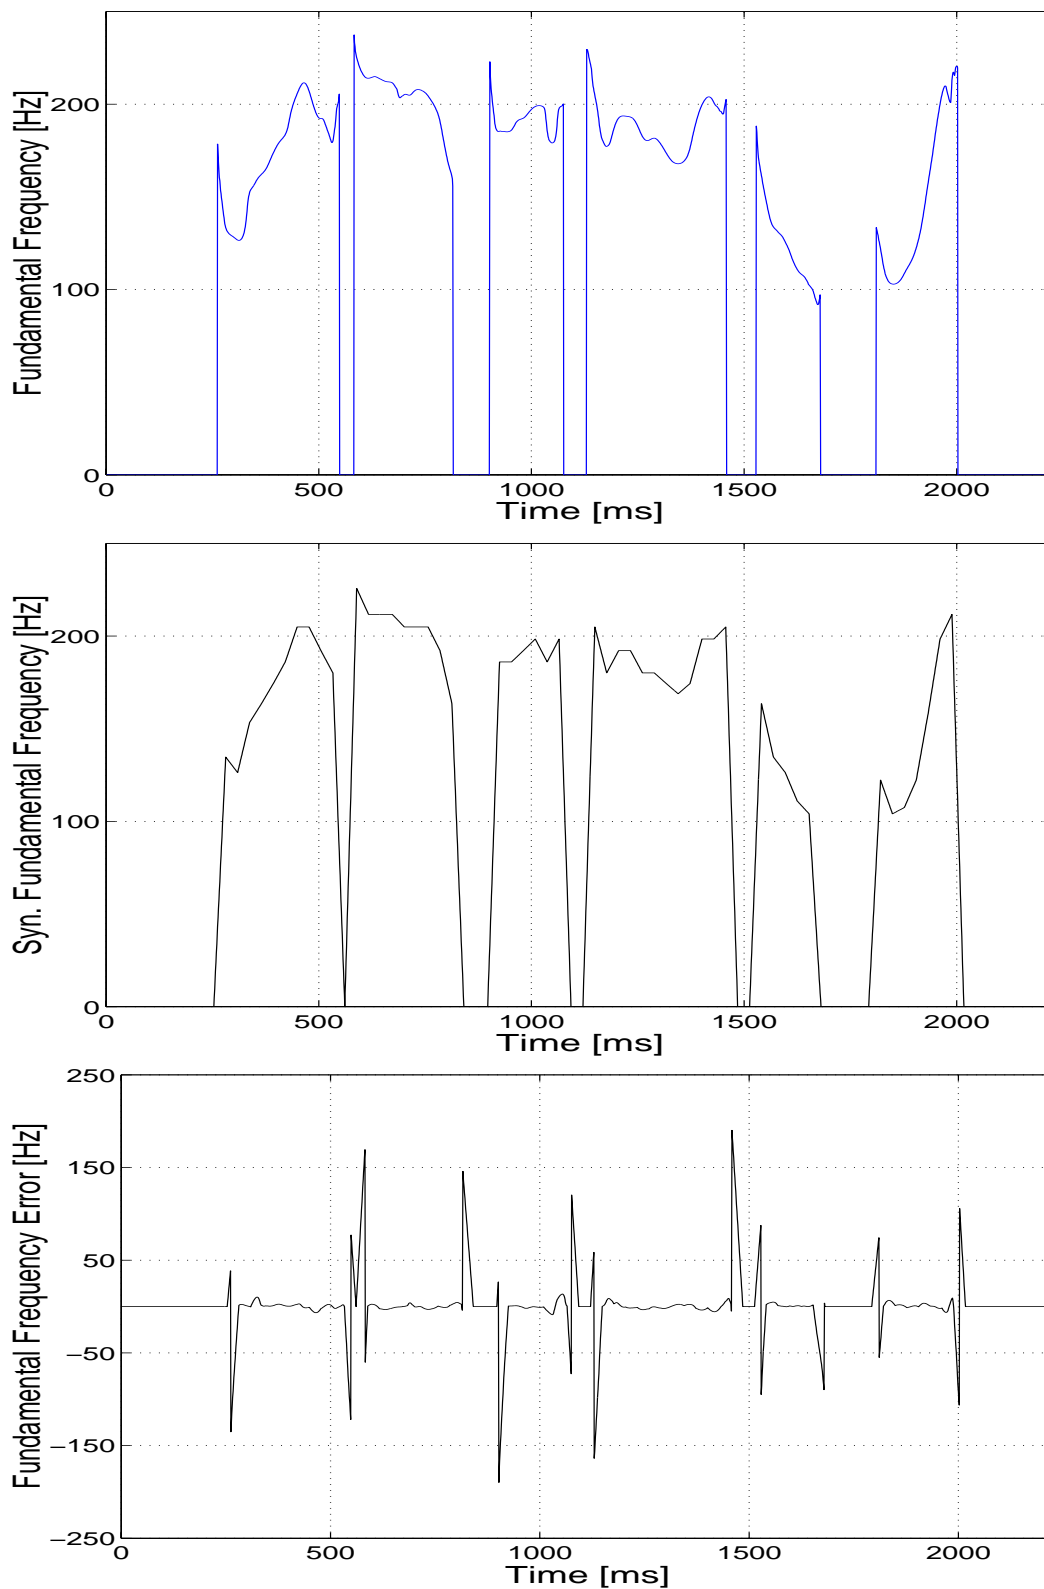 Fundamental Frequency [Hz]
200
100
0
0 500 1000 1500 2000
Time [ms]
Syn. Fundamental Frequency [Hz]
200
100
0
0 500 1000 1500 2000
Time [ms]
Fundamental Frequency Error [Hz]
250
150
50
−50
−150
−250
0 500 1000 1500 2000
Time [ms]